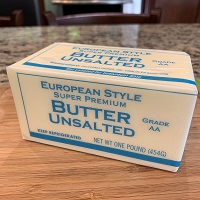 European Style
Super Premium
Butter
Unsalted
Grade
AA
European Style
Super Premium
Butter
Unsalted
Grade
AA
Keep Refrigerated
Net Wt One Pound (454g)